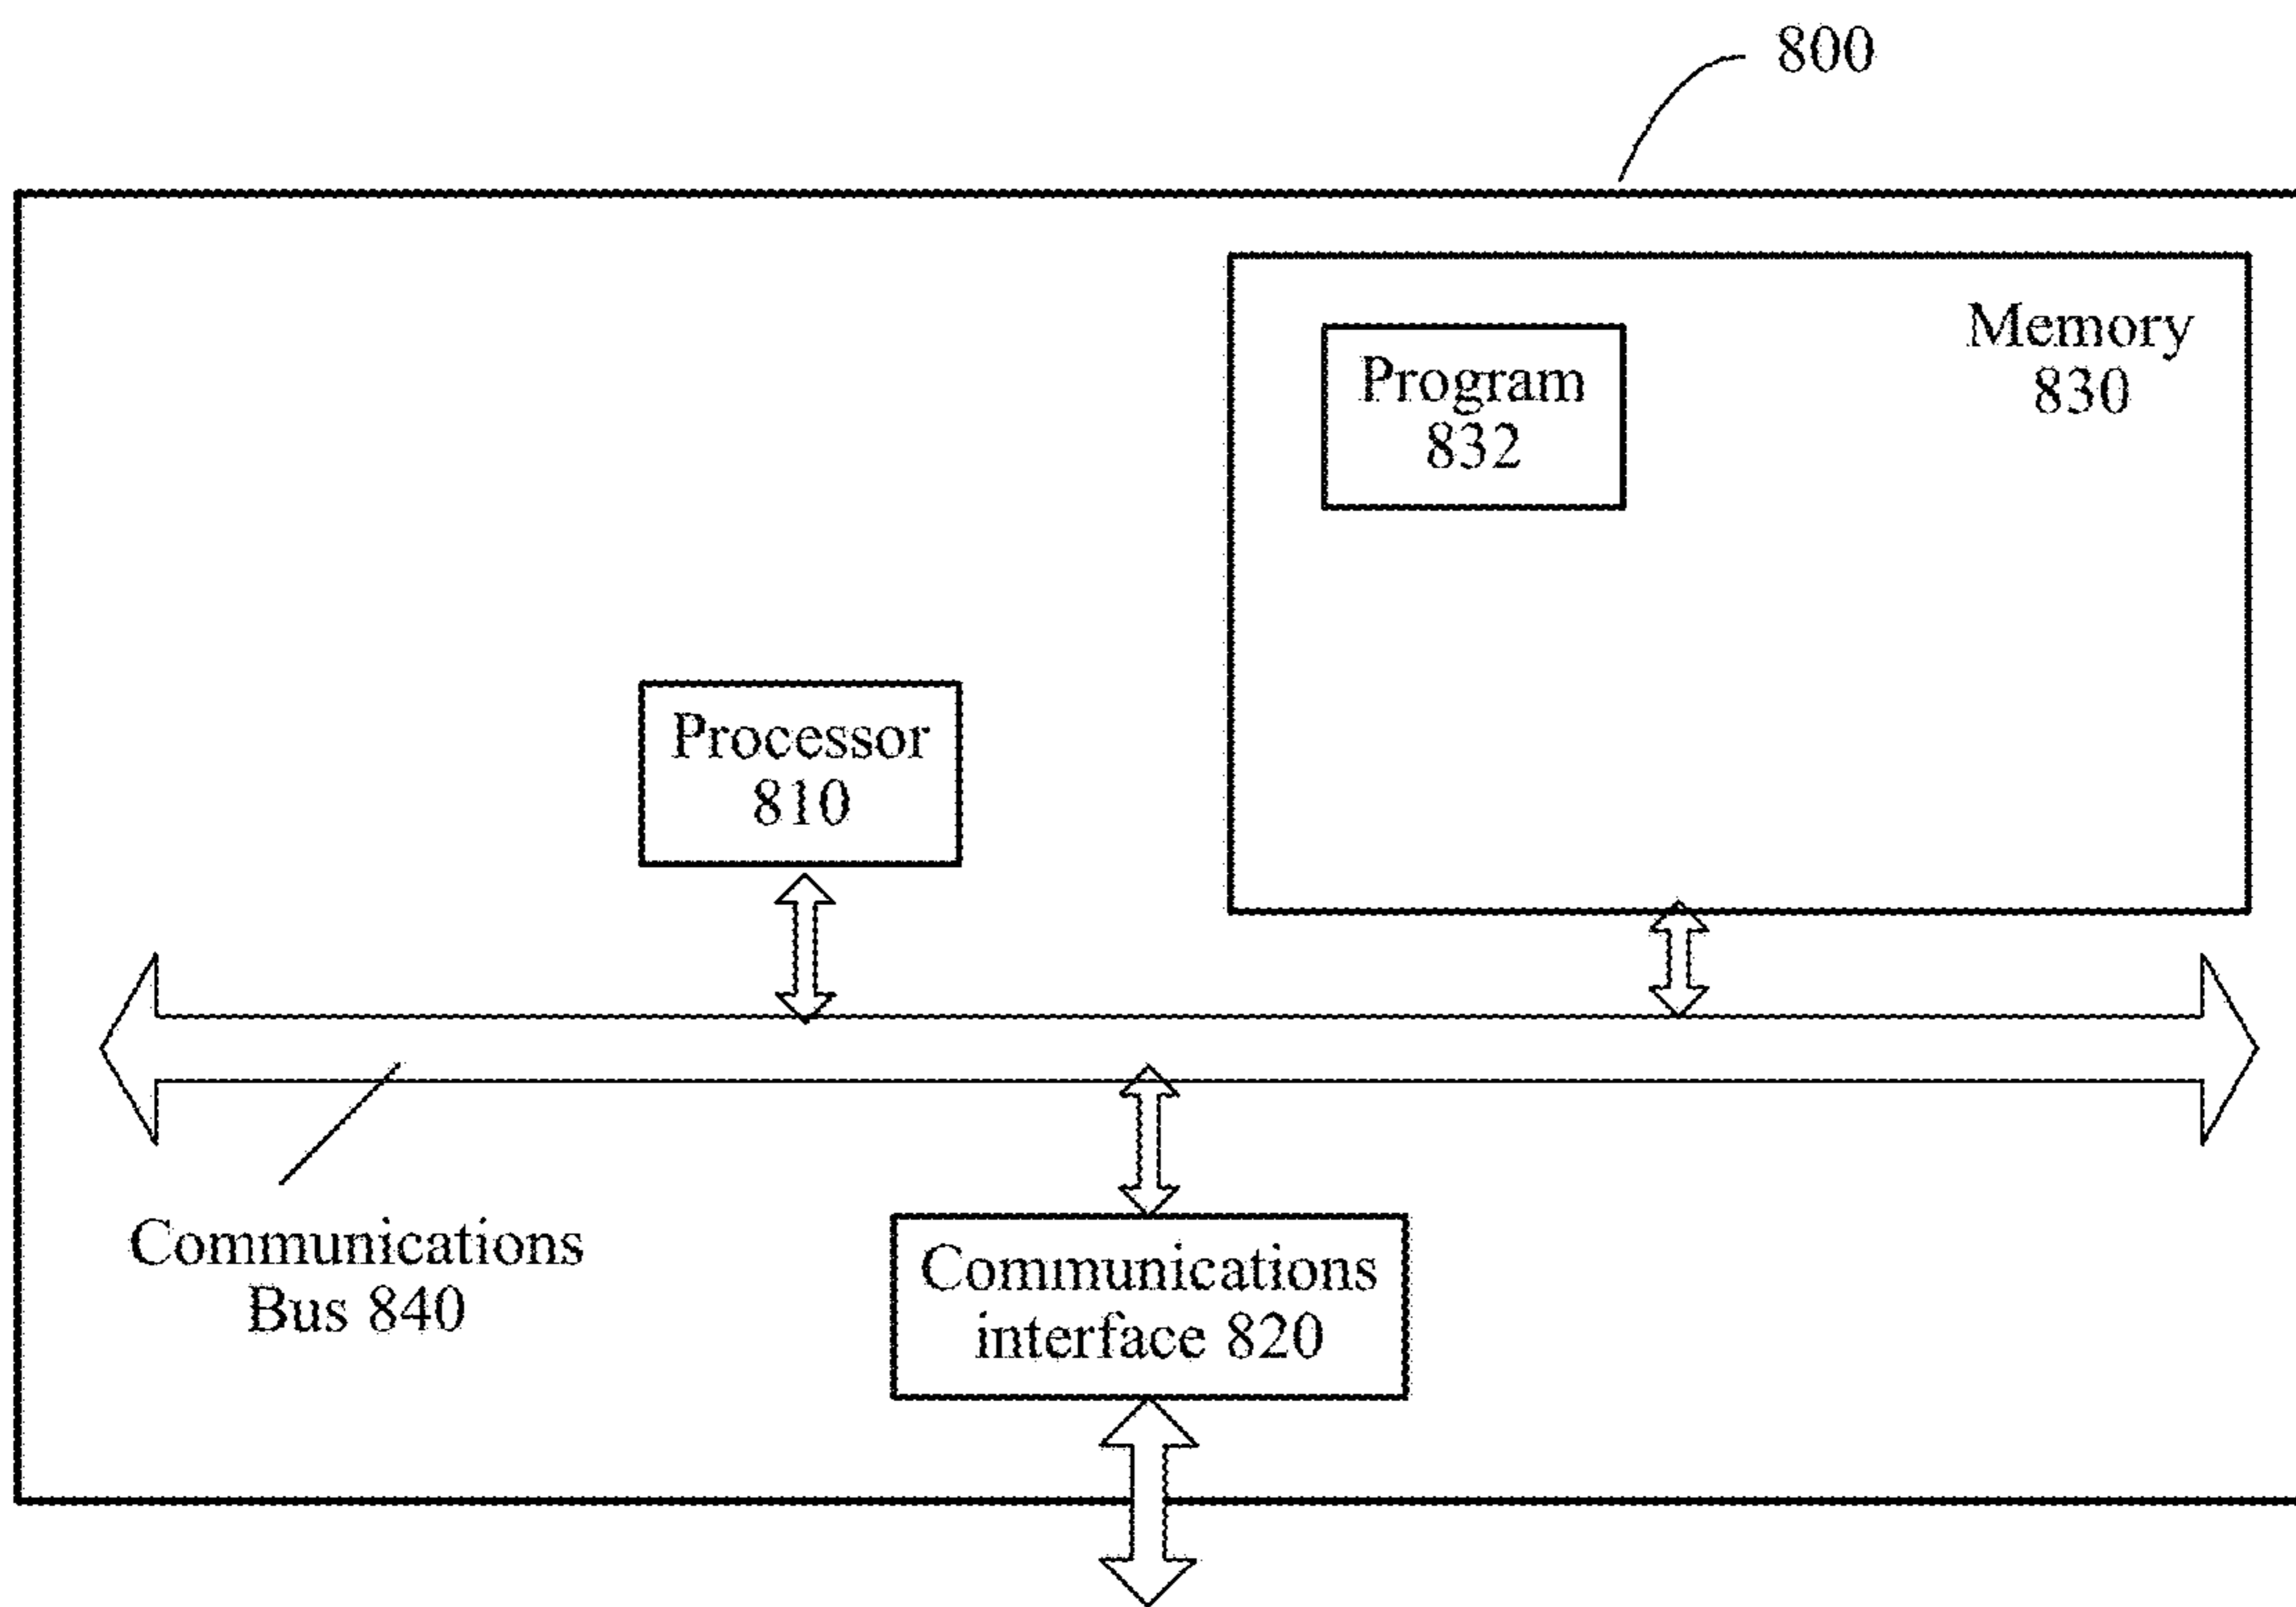 800
Memory
830
Program
832
Processor
810
Communications
Bus 840
Communications
interface 820